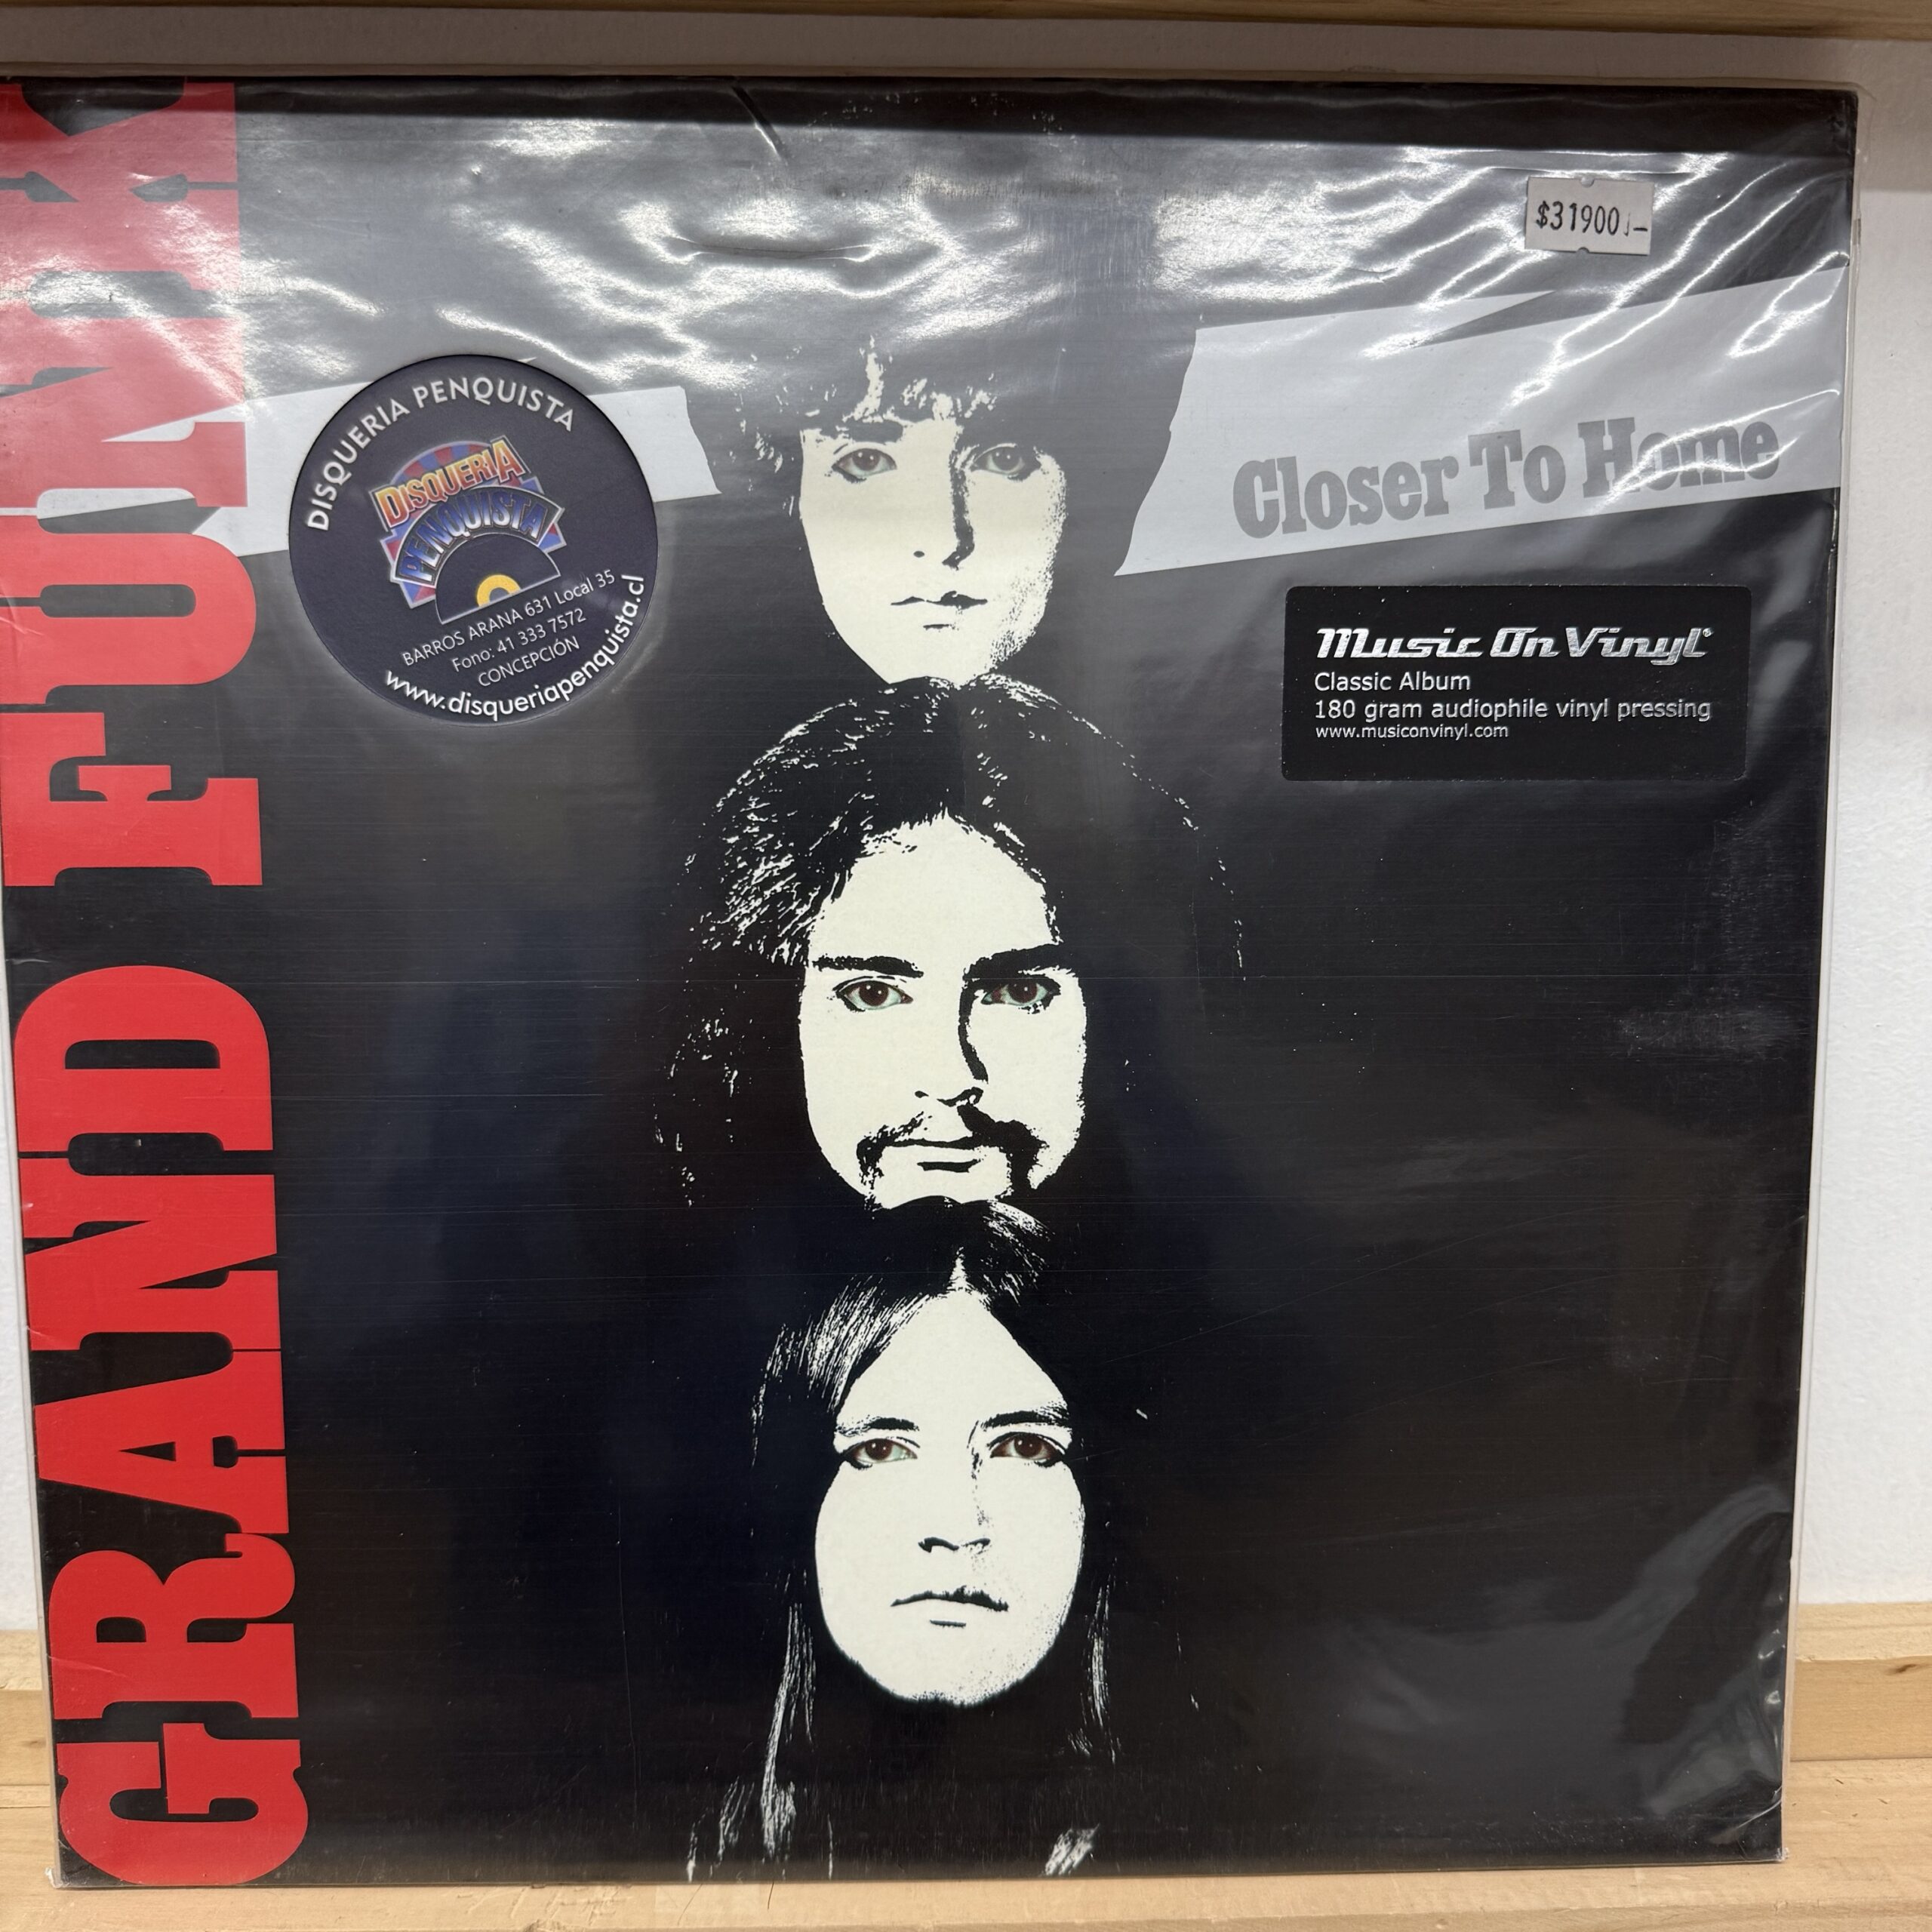 GRAND FUNK
$31900.-
Closer To Home
DISQUERIA PENQUISTA
DISQUERIA
PENQUISTA
BARROS ARANA 631 Local 35
Fono: 41 333 7572
CONCEPCIÓN
www.disqueriapenquista.cl
Music On Vinyl
Classic Album
180 gram audiophile vinyl pressing
www.musiconvinyl.com